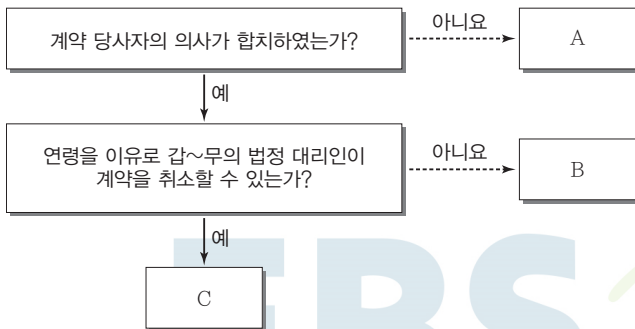 계약 당사자의 의사가 합치하였는가?
아니요
A
예
연령을 이유로 갑~무의 법정 대리인이
계약을 취소할 수 있는가?
아니요
B
예
C
EBS